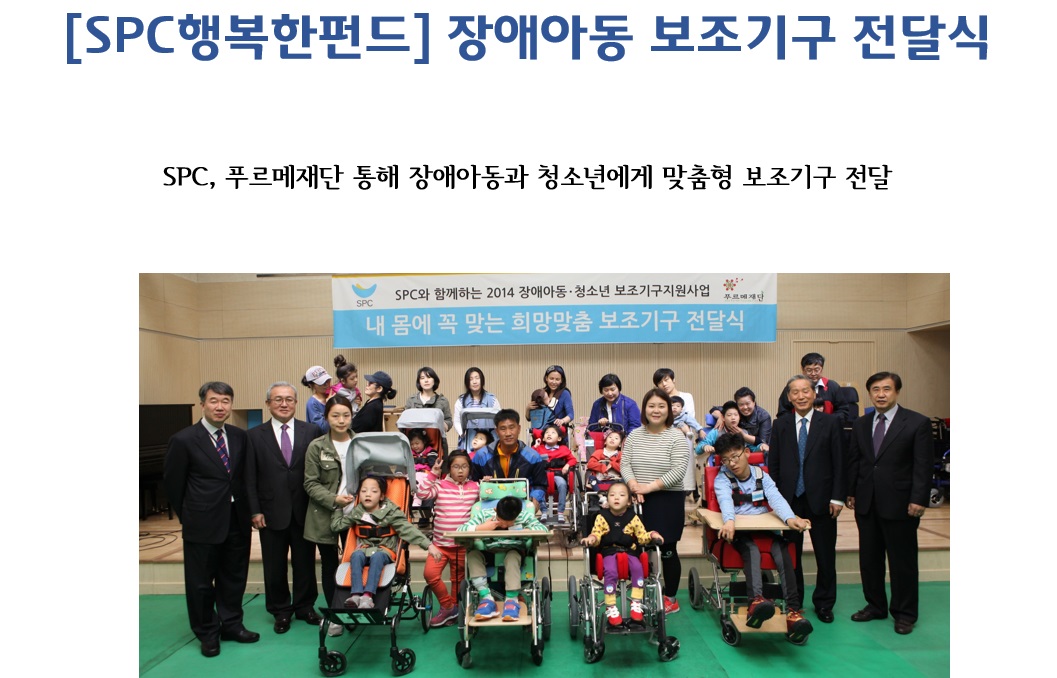 [SPC행복한펀드] 장애아동 보조기구 전달식
SPC, 푸르메재단 통해 장애아동과 청소년에게 맞춤형 보조기구 전달
SPC
SPC와 함께하는 2014 장애아동·청소년 보조기구지원사업
푸르메재단
내 몸에 꼭 맞는 희망맞춤 보조기구 전달식